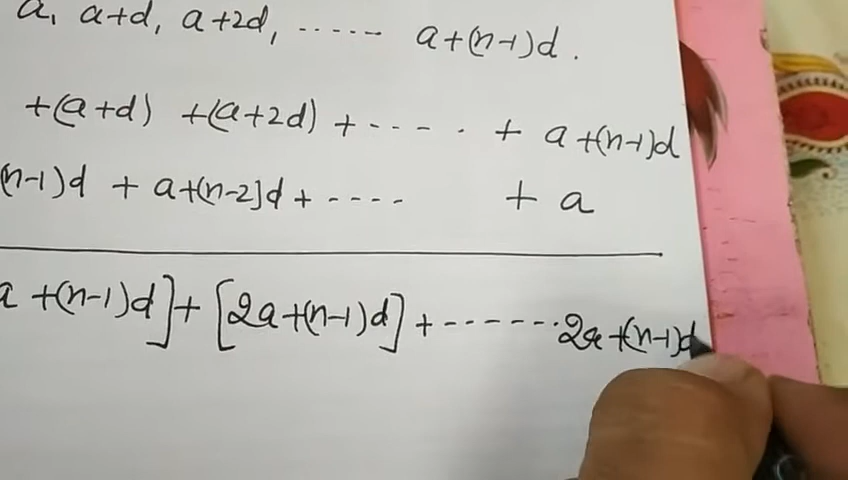 a, a+d, a+2d, ...... a+(n-1)d.
+(a+d) +(a+2d) + ----. + a+(n-1)d
(n-1)d + a+(n-2]d + ---- + a
a +(n-1)d]+ [2a+(n-1)d] + ------.. 2a+(n-1)d